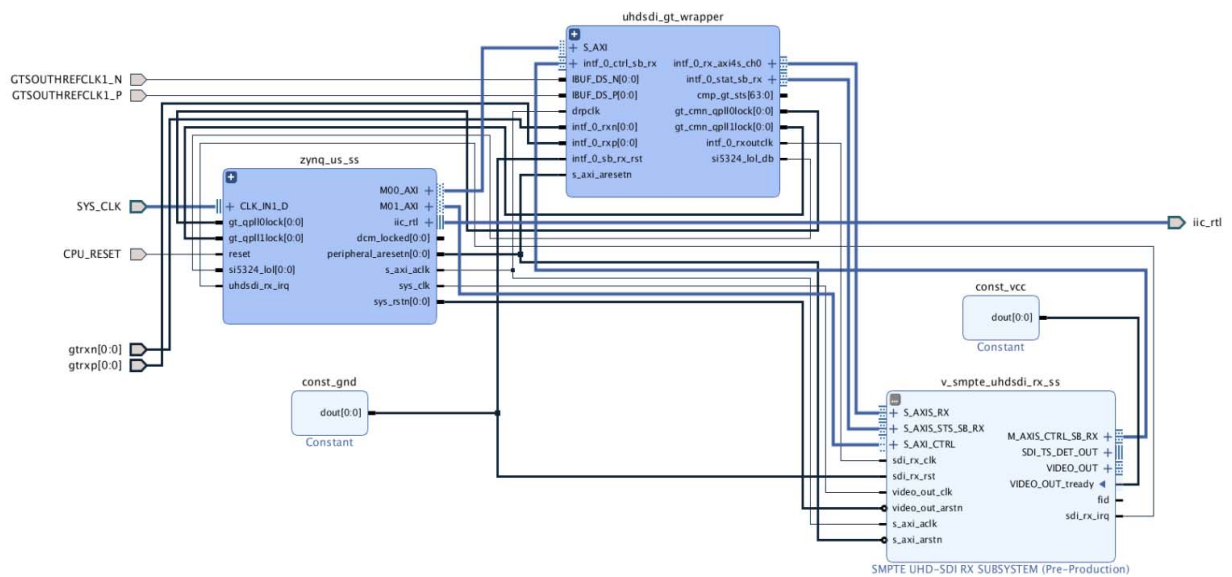 uhdsdi_gt_wrapper
S_AXI
intf_0_ctrl_sb_rx
IBUF_DS_N[0:0]
IBUF_DS_P[0:0]
drpclk
intf_0_rxn[0:0]
intf_0_rxp[0:0]
intf_0_sb_rx_rst
s_axi_aresetn
intf_0_rx_axi4s_ch0
intf_0_stat_sb_rx
cmp_gt_sts[63:0]
gt_cmn_qpll0lock[0:0]
gt_cmn_qpll1lock[0:0]
intf_0_rxoutclk
si5324_lol_db
GTSOUTHREFCLK1_N
GTSOUTHREFCLK1_P
SYS_CLK
CPU_RESET
gtrxn[0:0]
gtrxp[0:0]
zynq_us_ss
CLK_IN1_D
gt_qpll0lock[0:0]
gt_qpll1lock[0:0]
reset
si5324_lol[0:0]
uhdsdi_rx_irq
M00_AXI
M01_AXI
iic_rtl
dcm_locked[0:0]
peripheral_aresetn[0:0]
s_axi_aclk
sys_clk
sys_rstn[0:0]
iic_rtl
const_vcc
dout[0:0]
Constant
const_gnd
dout[0:0]
Constant
v_smpte_uhdsdi_rx_ss
S_AXIS_RX
S_AXIS_STS_SB_RX
S_AXI_CTRL
sdi_rx_clk
sdi_rx_rst
video_out_clk
video_out_arstn
s_axi_aclk
s_axi_arstn
M_AXIS_CTRL_SB_RX
SDI_TS_DET_OUT
VIDEO_OUT
VIDEO_OUT_tready
fid
sdi_rx_irq
SMPTE UHD-SDI RX SUBSYSTEM (Pre-Production)